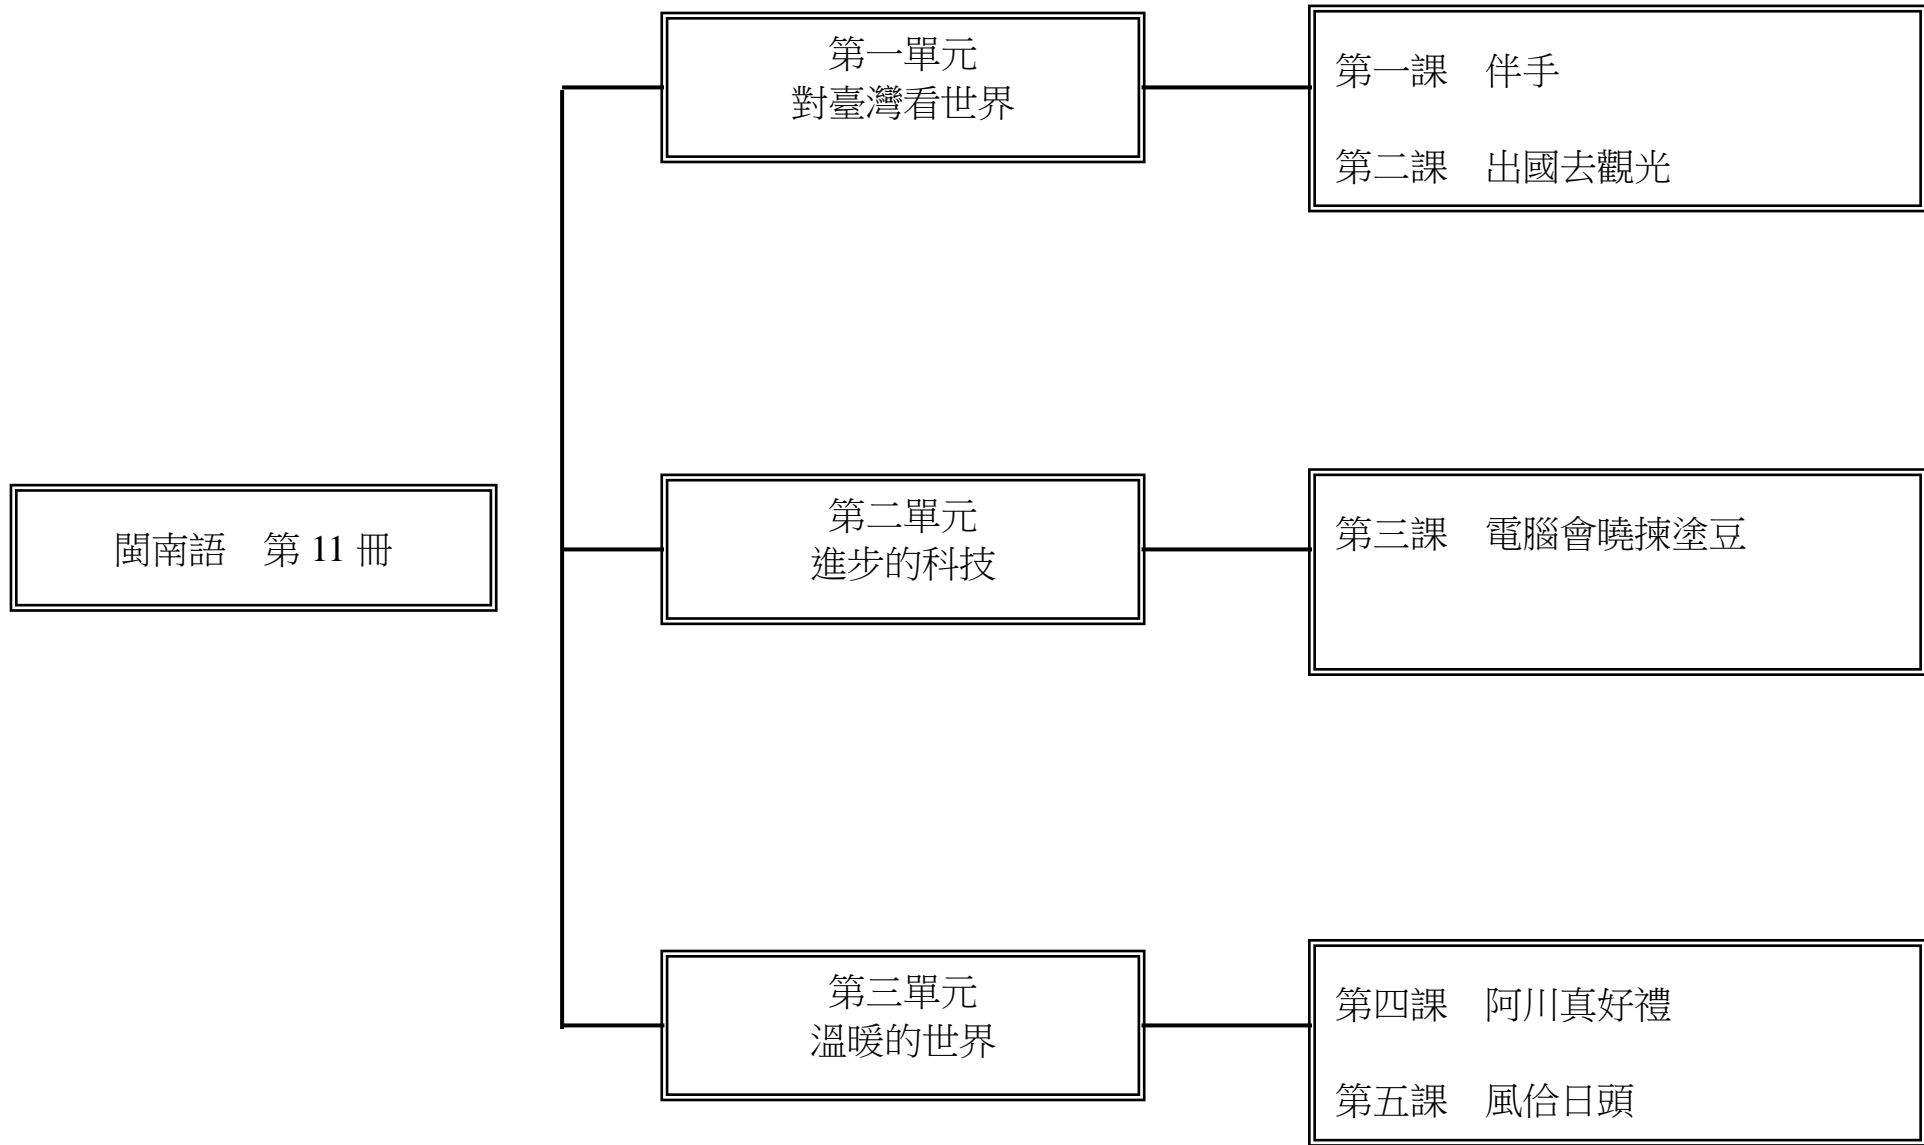 閩南語　第 11 冊
第一單元
對臺灣看世界
第一課　伴手
第二課　出國去觀光
第二單元
進步的科技
第三課　電腦會曉揀塗豆
第三單元
溫暖的世界
第四課　阿川真好禮
第五課　風佮日頭